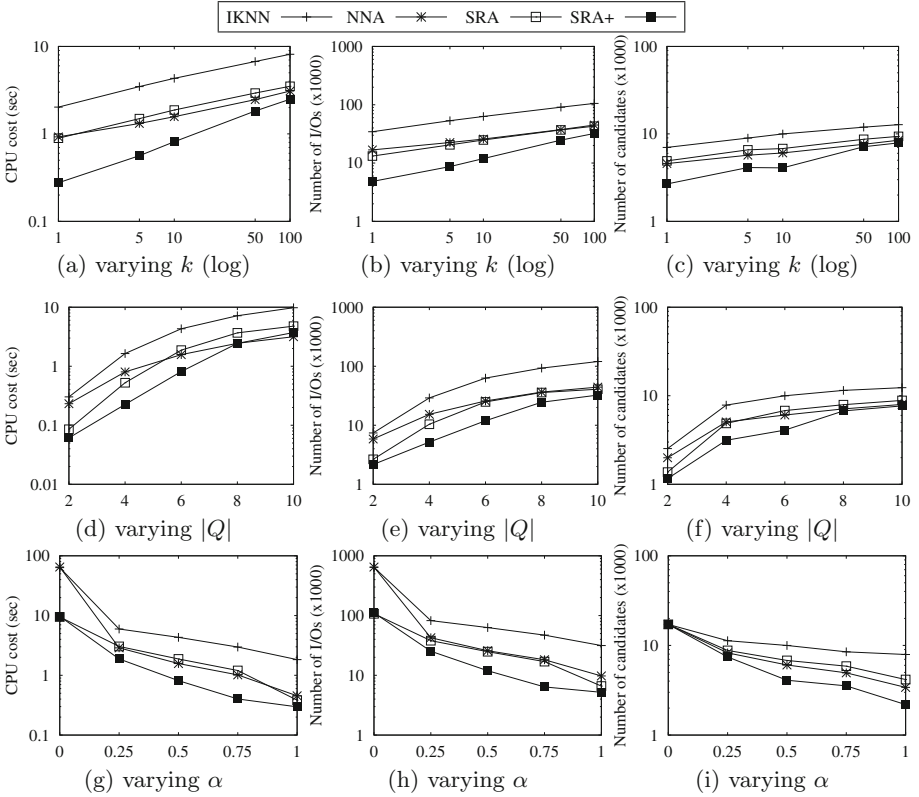 IKNN NNA SRA SRA+
CPU cost (sec)
10
1
0.1
1 5 10 50 100
(a) varying k (log)
Number of I/Os (x1000)
1000
100
10
1
1 5 10 50 100
(b) varying k (log)
Number of candidates (x1000)
100
10
1
1 5 10 50 100
(c) varying k (log)
CPU cost (sec)
10
1
0.1
0.01
2 4 6 8 10
(d) varying |Q|
Number of I/Os (x1000)
1000
100
10
1
2 4 6 8 10
(e) varying |Q|
Number of candidates (x1000)
100
10
1
2 4 6 8 10
(f) varying |Q|
CPU cost (sec)
100
10
1
0.1
0 0.25 0.5 0.75 1
(g) varying α
Number of I/Os (x1000)
1000
100
10
1
0 0.25 0.5 0.75 1
(h) varying α
Number of candidates (x1000)
100
10
1
0 0.25 0.5 0.75 1
(i) varying α